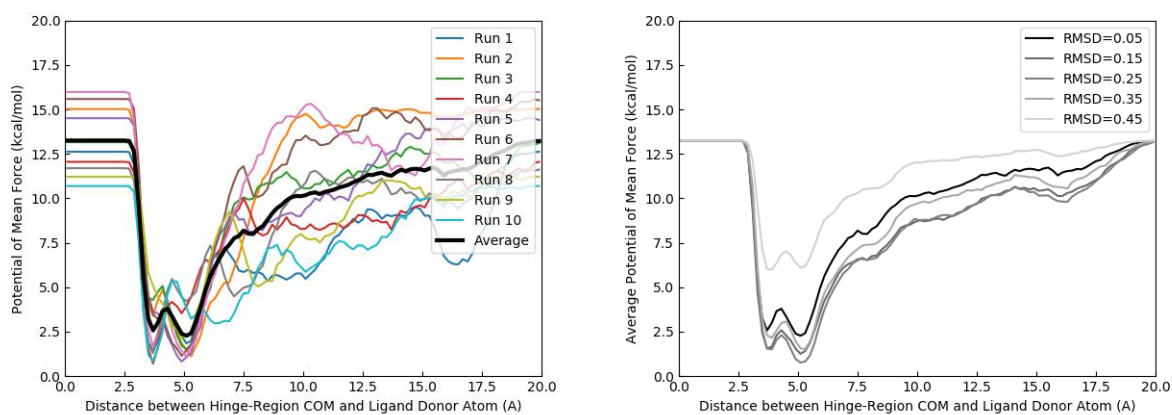 20.0
17.5
15.0
12.5
10.0
7.5
5.0
2.5
0.0
Potential of Mean Force (kcal/mol)
Run 1
Run 2
Run 3
Run 4
Run 5
Run 6
Run 7
Run 8
Run 9
Run 10
Average
0.0 2.5 5.0 7.5 10.0 12.5 15.0 17.5 20.0
Distance between Hinge-Region COM and Ligand Donor Atom (A)
20.0
17.5
15.0
12.5
10.0
7.5
5.0
2.5
0.0
Average Potential of Mean Force (kcal/mol)
RMSD=0.05
RMSD=0.15
RMSD=0.25
RMSD=0.35
RMSD=0.45
0.0 2.5 5.0 7.5 10.0 12.5 15.0 17.5 20.0
Distance between Hinge-Region COM and Ligand Donor Atom (A)